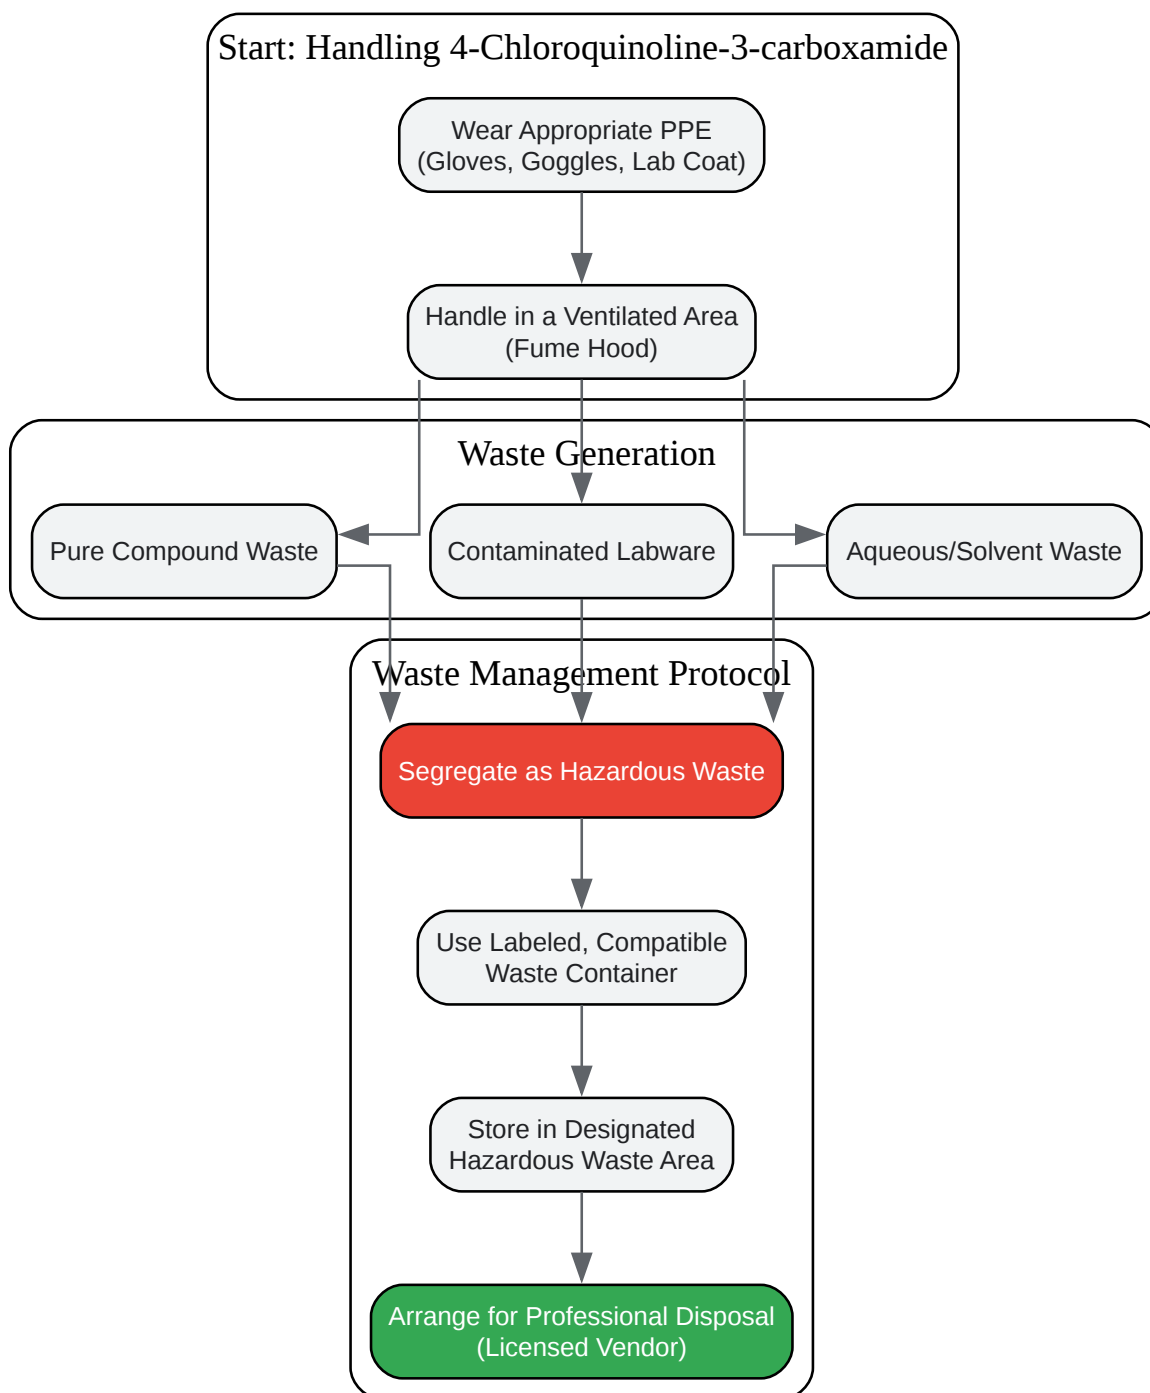 Start: Handling 4-Chloroquinoline-3-carboxamide
Wear Appropriate PPE
(Gloves, Goggles, Lab Coat)
Handle in a Ventilated Area
(Fume Hood)
Waste Generation
Pure Compound Waste
Contaminated Labware
Aqueous/Solvent Waste
Waste Management Protocol
Segregate as Hazardous Waste
Use Labeled, Compatible
Waste Container
Store in Designated
Hazardous Waste Area
Arrange for Professional Disposal
(Licensed Vendor)